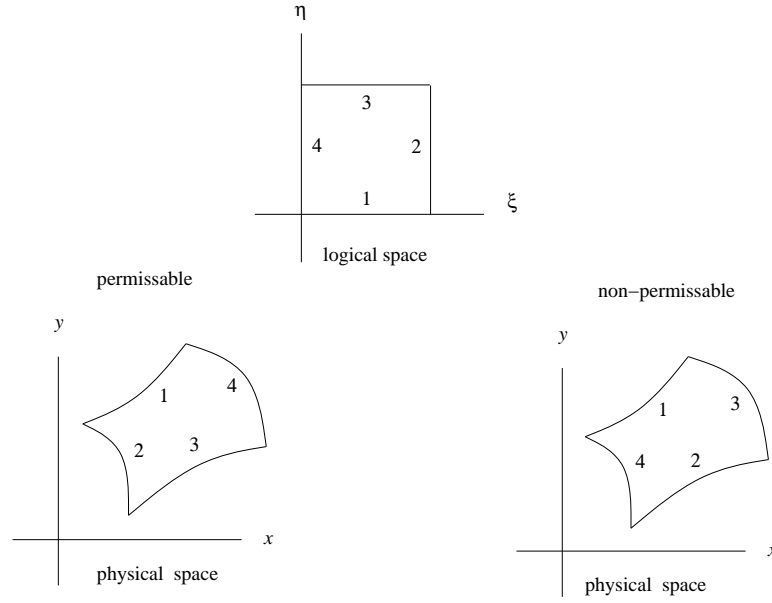 η
3
4 2
1
ξ
logical space
permissable
y
4
1
2 3
x
physical space
non−permissable
y
1 3
4 2
x
physical space